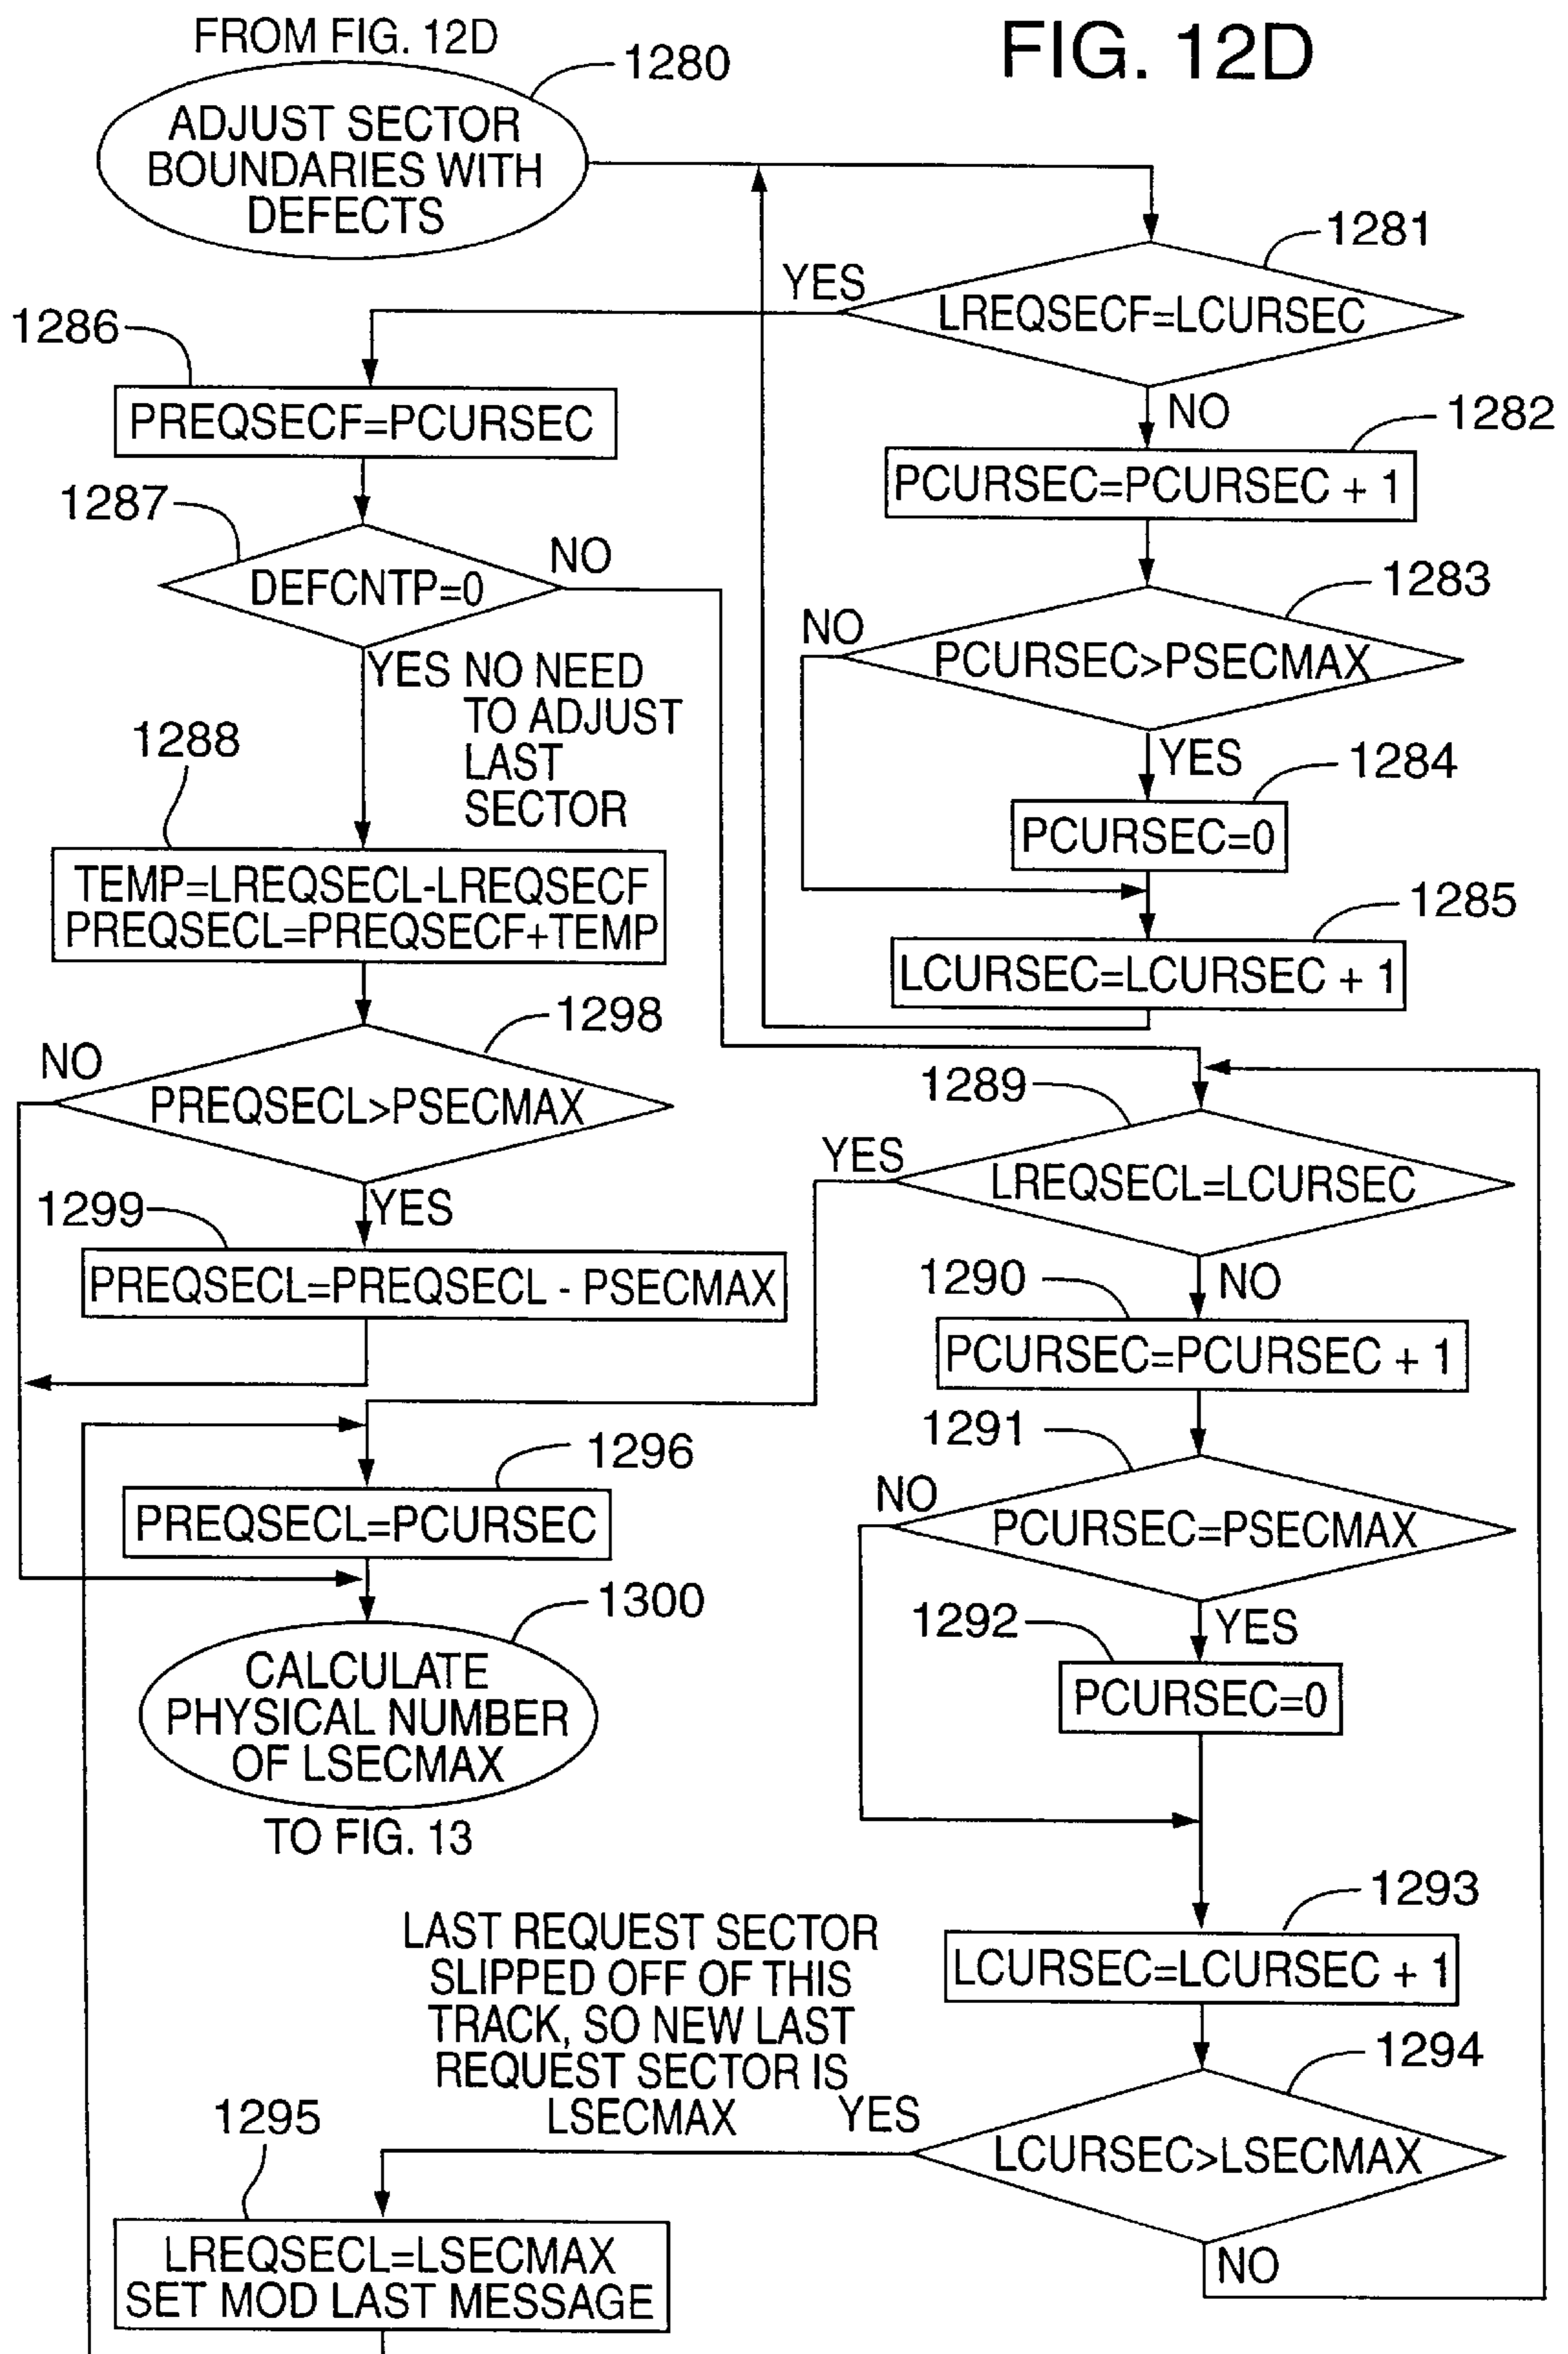 FROM FIG. 12D
FIG. 12D
1280
ADJUST SECTOR
BOUNDARIES WITH
DEFECTS
1281
LREQSECF=LCURSEC
YES
NO
1286
PREQSECF=PCURSEC
1282
PCURSEC=PCURSEC + 1
1287
DEFCNTP=0
NO
YES NO NEED
TO ADJUST
LAST
SECTOR
1283
PCURSEC>PSECMAX
NO
YES
1284
PCURSEC=0
1285
LCURSEC=LCURSEC + 1
1288
TEMP=LREQSECL-LREQSECF
PREQSECL=PREQSECF+TEMP
1298
NO
PREQSECL>PSECMAX
YES
1299
PREQSECL=PREQSECL - PSECMAX
1289
YES
LREQSECL=LCURSEC
NO
1290
PCURSEC=PCURSEC + 1
1291
NO
PCURSEC=PSECMAX
YES
1292
PCURSEC=0
1296
PREQSECL=PCURSEC
1300
CALCULATE
PHYSICAL NUMBER
OF LSECMAX
TO FIG. 13
1293
LCURSEC=LCURSEC + 1
1294
LCURSEC>LSECMAX
YES
NO
LAST REQUEST SECTOR
SLIPPED OFF OF THIS
TRACK, SO NEW LAST
REQUEST SECTOR IS
LSECMAX
1295
LREQSECL=LSECMAX
SET MOD LAST MESSAGE